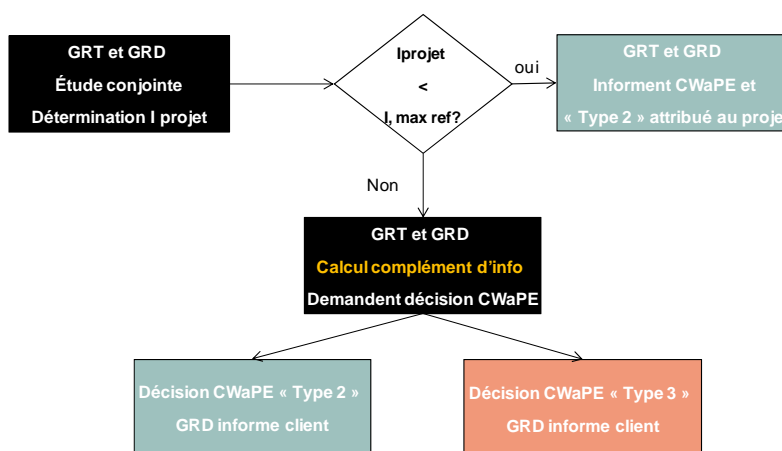 GRT et GRD
Étude conjointe
Détermination I projet
Iprojet
<
I, max ref?
oui
GRT et GRD
Informent CWaPE et
« Type 2 » attribué au proje
Non
GRT et GRD
Calcul complément d'info
Demandent décision CWaPE
Décision CWaPE « Type 2 »
GRD informe client
Décision CWaPE « Type 3 »
GRD informe client